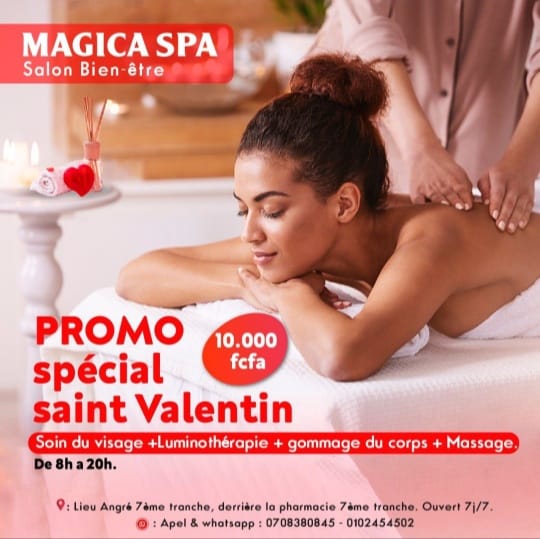 MAGICA SPA
Salon Bien-être
PROMO
spécial
saint Valentin
10.000
fcfa
Soin du visage +Luminothérapie + gommage du corps + Massage.
De 8h a 20h.
: Lieu Angré 7ème tranche, derrière la pharmacie 7ème tranche. Ouvert 7j/7.
: Apel & whatsapp : 0708380845 - 0102454502